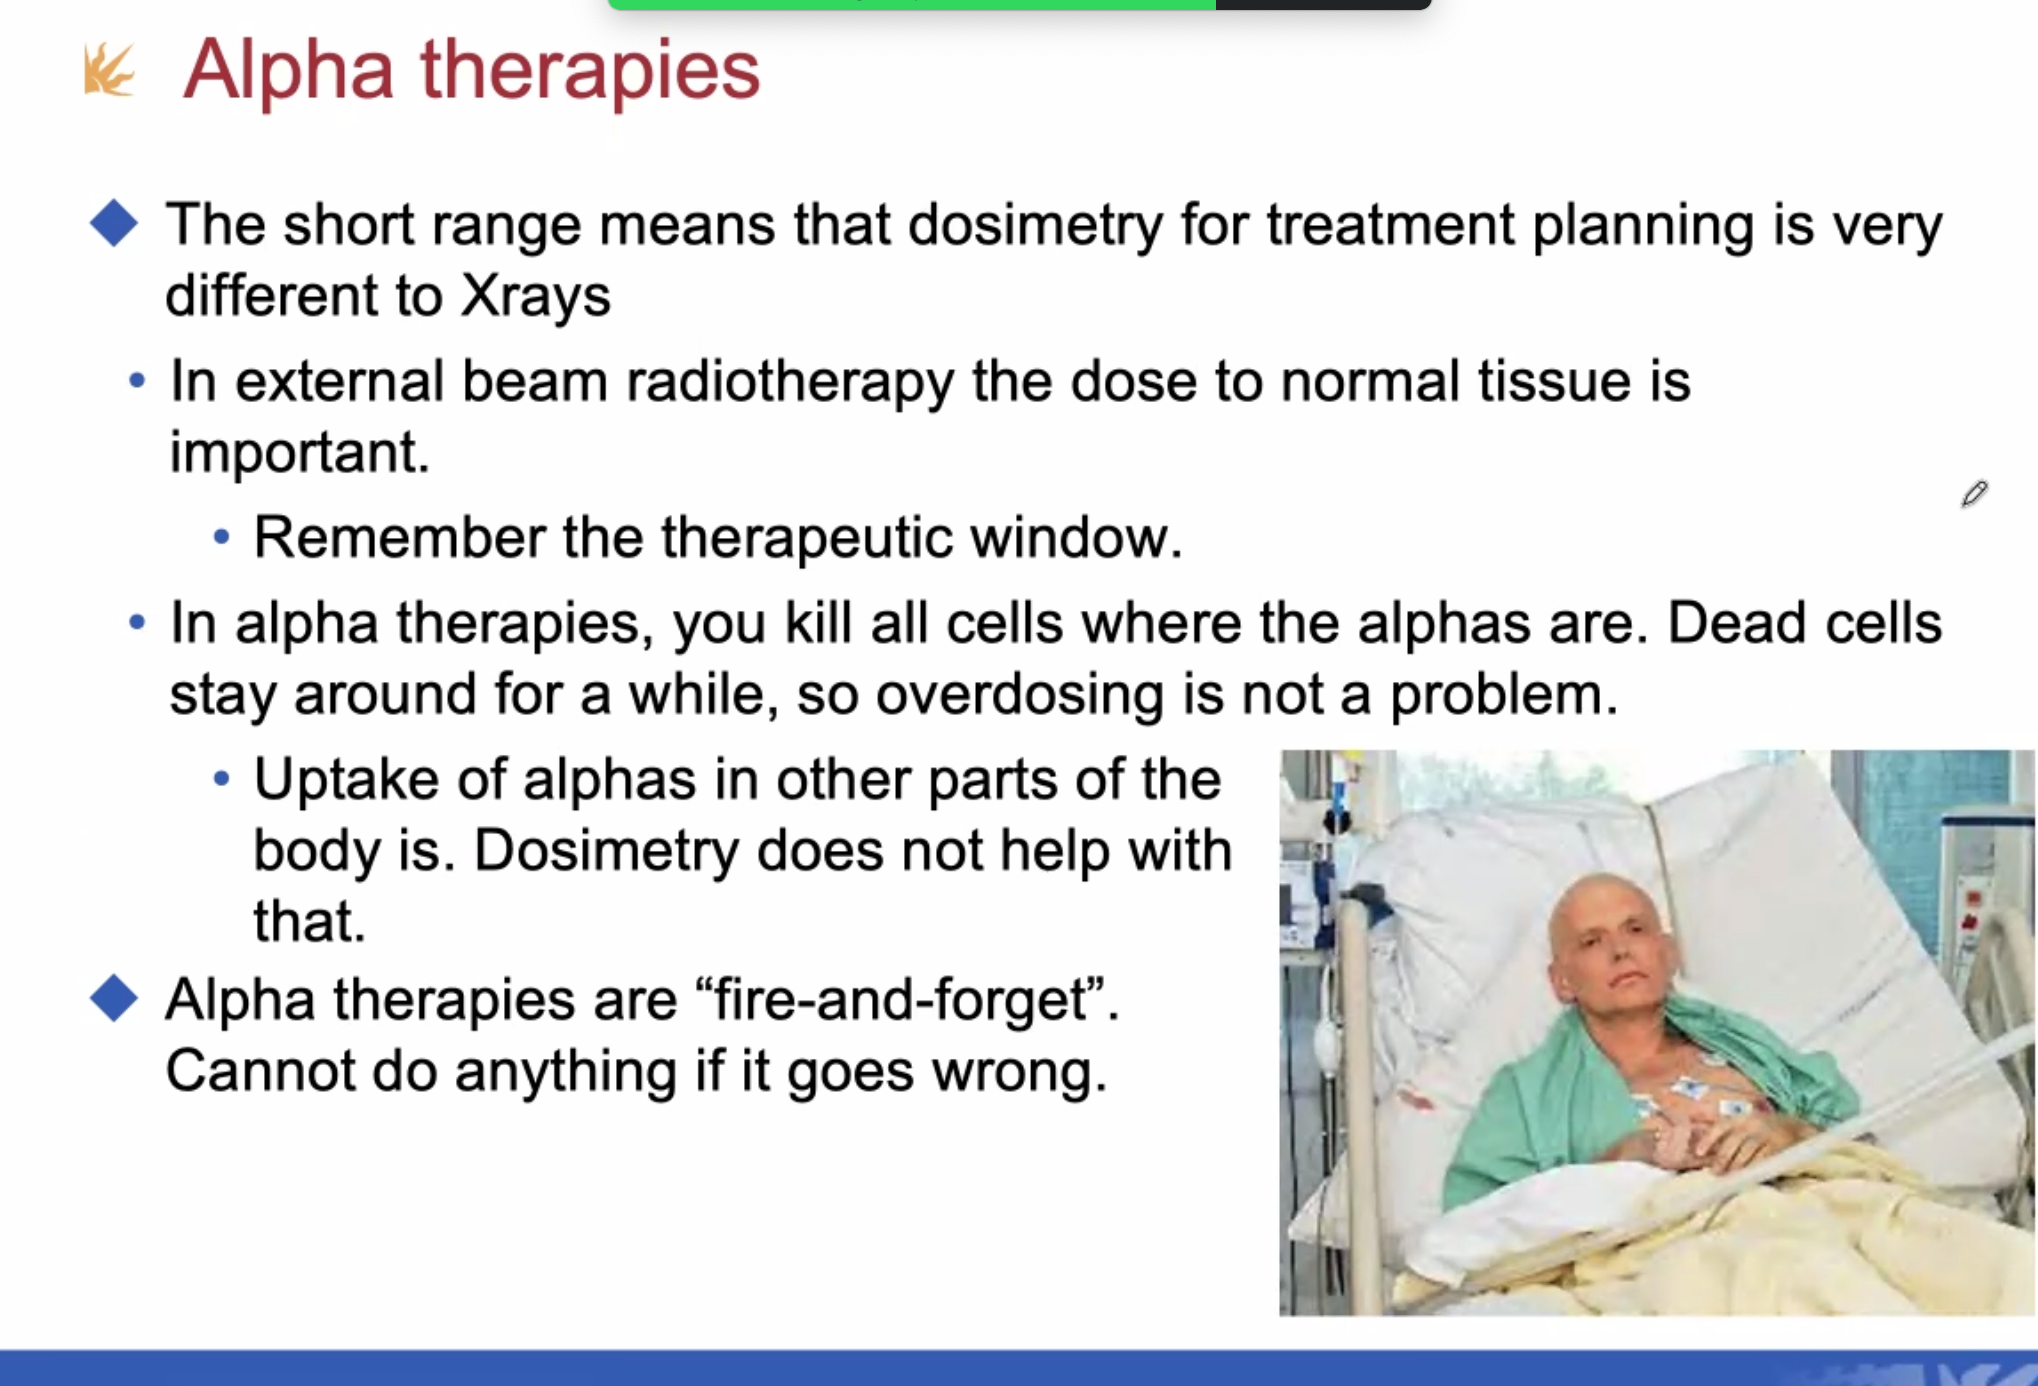 Alpha therapies
The short range means that dosimetry for treatment planning is very
different to Xrays
In external beam radiotherapy the dose to normal tissue is
important.
Remember the therapeutic window.
In alpha therapies, you kill all cells where the alphas are. Dead cells
stay around for a while, so overdosing is not a problem.
Uptake of alphas in other parts of the
body is. Dosimetry does not help with
that.
Alpha therapies are “fire-and-forget”.
Cannot do anything if it goes wrong.